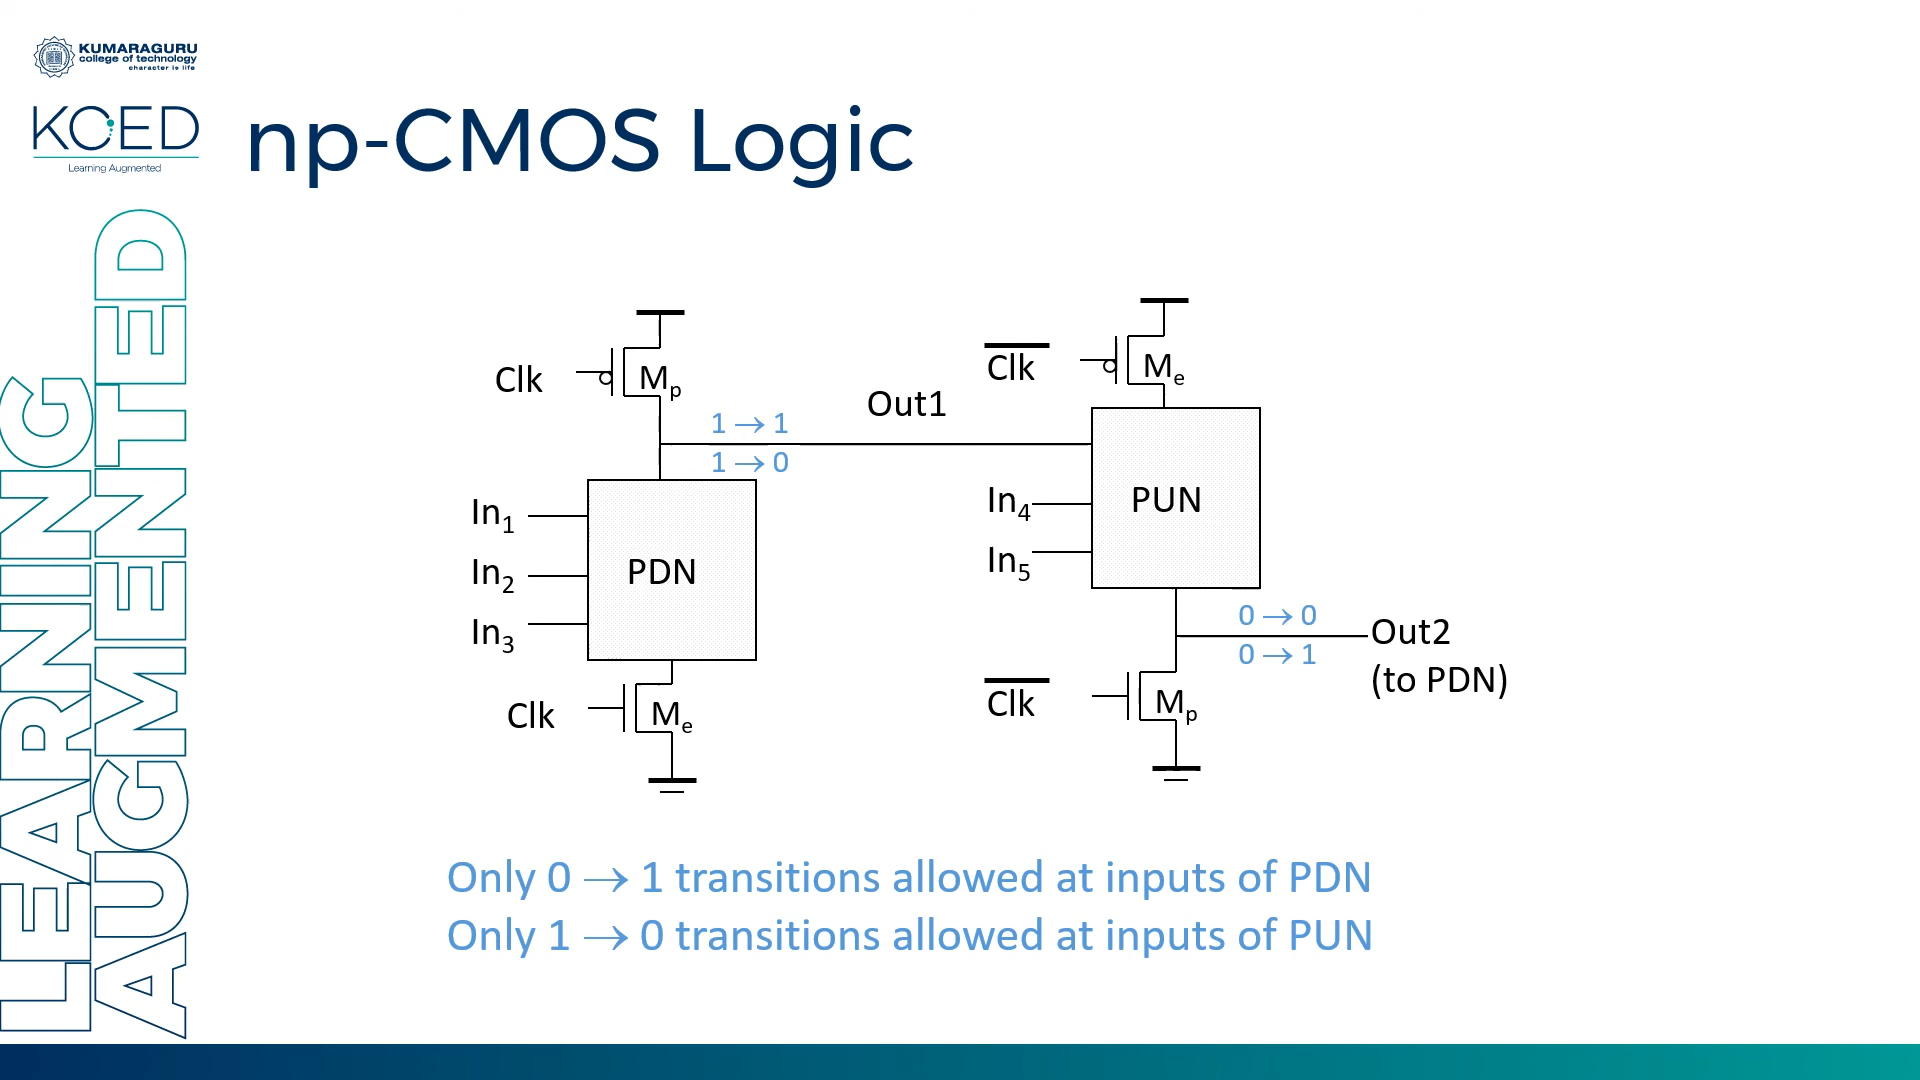 KUMARAGURU
college of technology
character is life
KCED
Learning Augmented
np-CMOS Logic
LEARNING
AUGMENTED
Clk
Mp
1 → 1
1 → 0
Out1
Clk
Me
In1
In2
In3
PDN
In4
In5
PUN
Clk
Me
0 → 0
0 → 1
Out2
(to PDN)
Clk
Mp
Only 0 → 1 transitions allowed at inputs of PDN
Only 1 → 0 transitions allowed at inputs of PUN